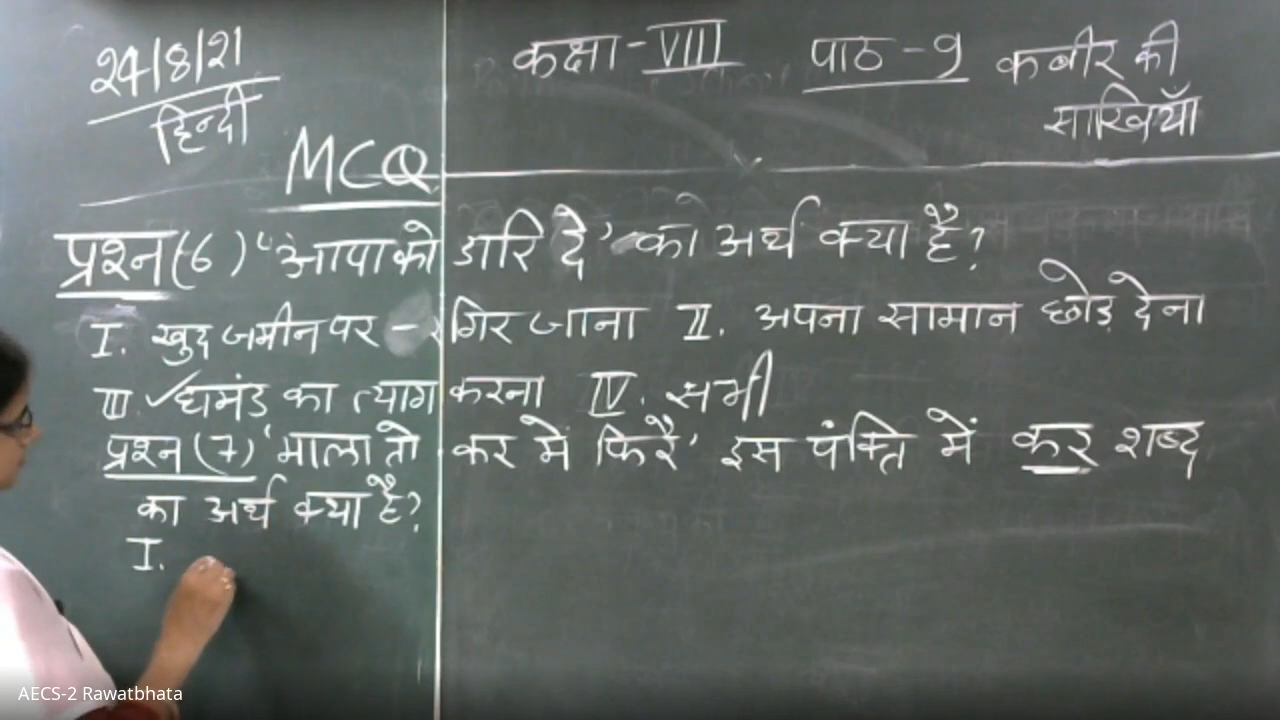 24/8/21
हिन्दी
कक्षा - VIII पाठ - 9 कबीर की
साखियाँ
MCQ
प्रश्न (6) 'आपा को डारि दे' का अर्थ क्या है?
I. खुद जमीन पर - गिर जाना II. अपना सामान छोड़ देना
III. ✓ घमंड का त्याग करना IV. सभी
प्रश्न (7) 'माला तो कर में फिरै' इस पंक्ति में कर शब्द
का अर्थ क्या है?
I.
AECS-2 Rawatbhata